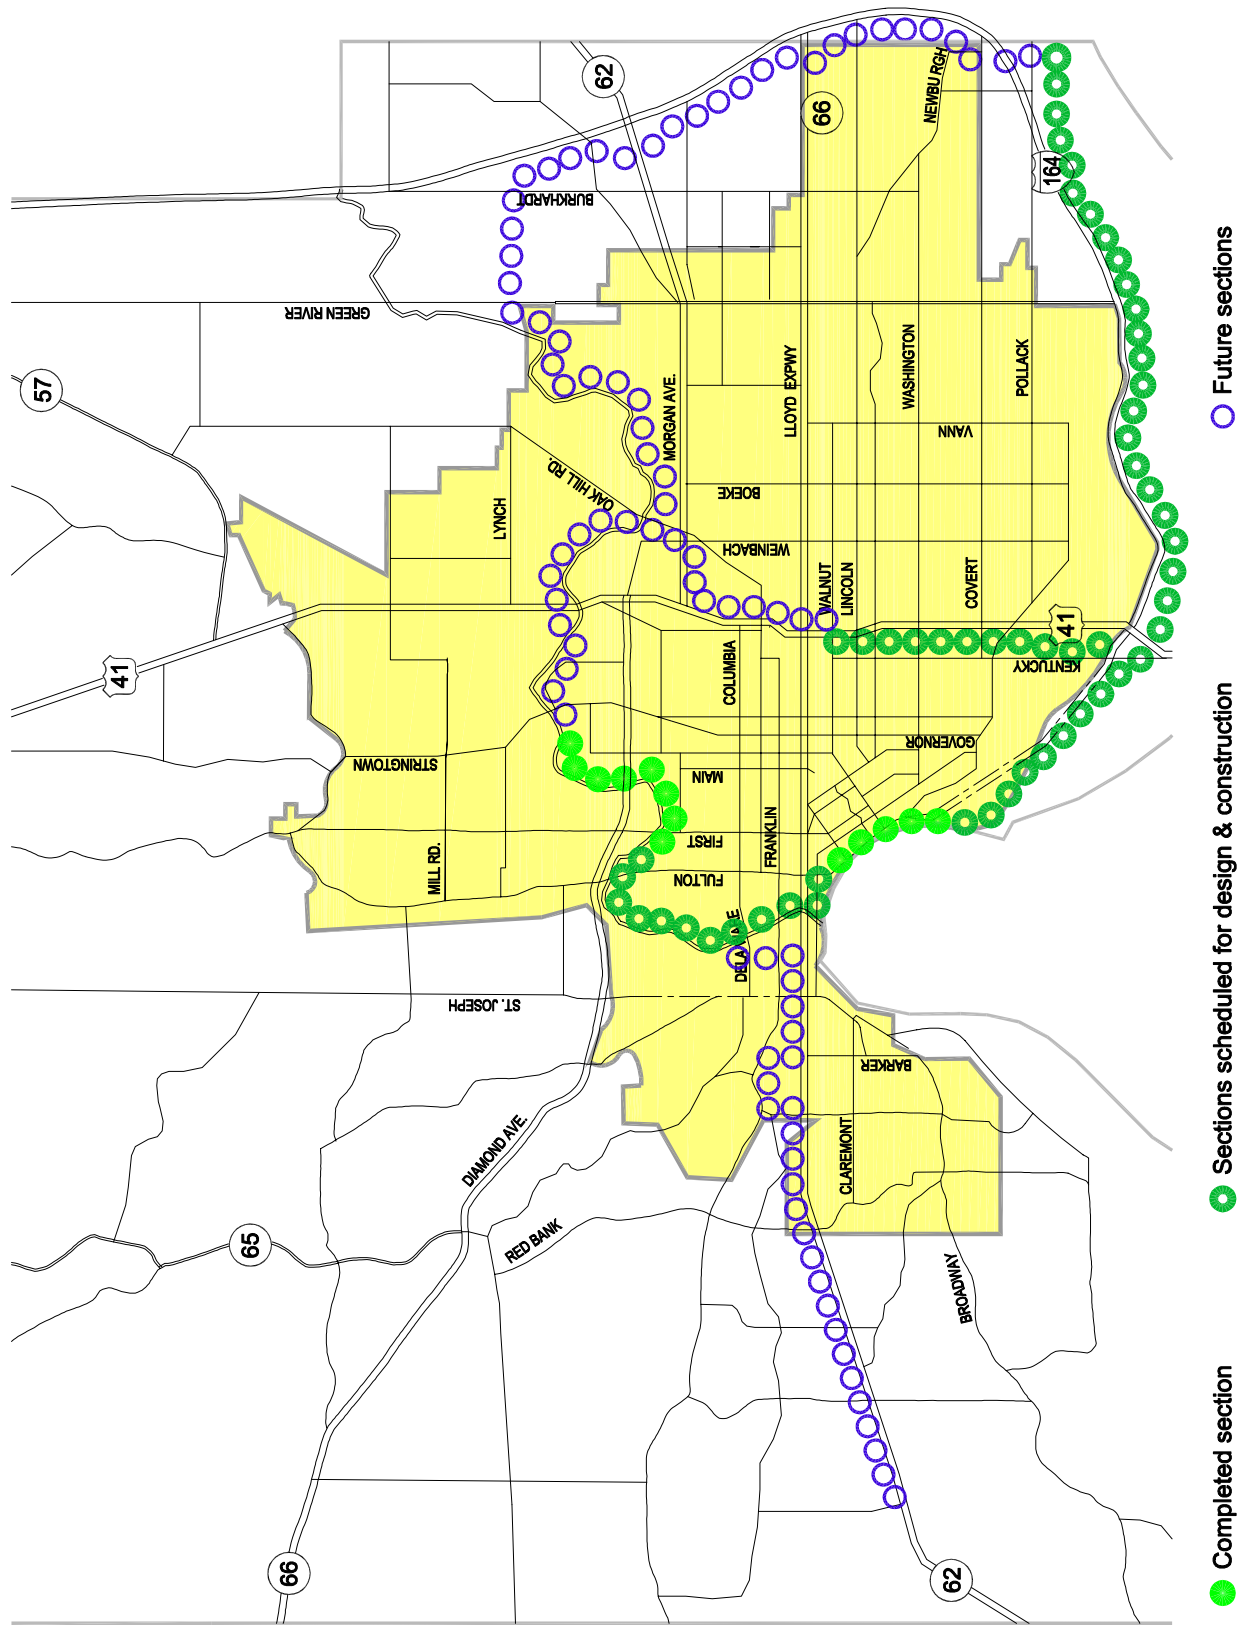 57
41
65
66
62
62
66
164
41
BURKHARDT
GREEN RIVER
NEWBURGH
MORGAN AVE.
LLOYD EXPWY
WASHINGTON
POLLACK
VANN
OAK HILL RD.
LYNCH
BOEKE
WEINBACH
WALNUT
LINCOLN
COVERT
COLUMBIA
KENTUCKY
STRINGTOWN
MAIN
GOVERNOR
FIRST
FRANKLIN
MILL RD.
FULTON
DELAWARE
ST. JOSEPH
BARKER
DIAMOND AVE.
CLAREMONT
RED BANK
BROADWAY
Completed section
Sections scheduled for design & construction
Future sections